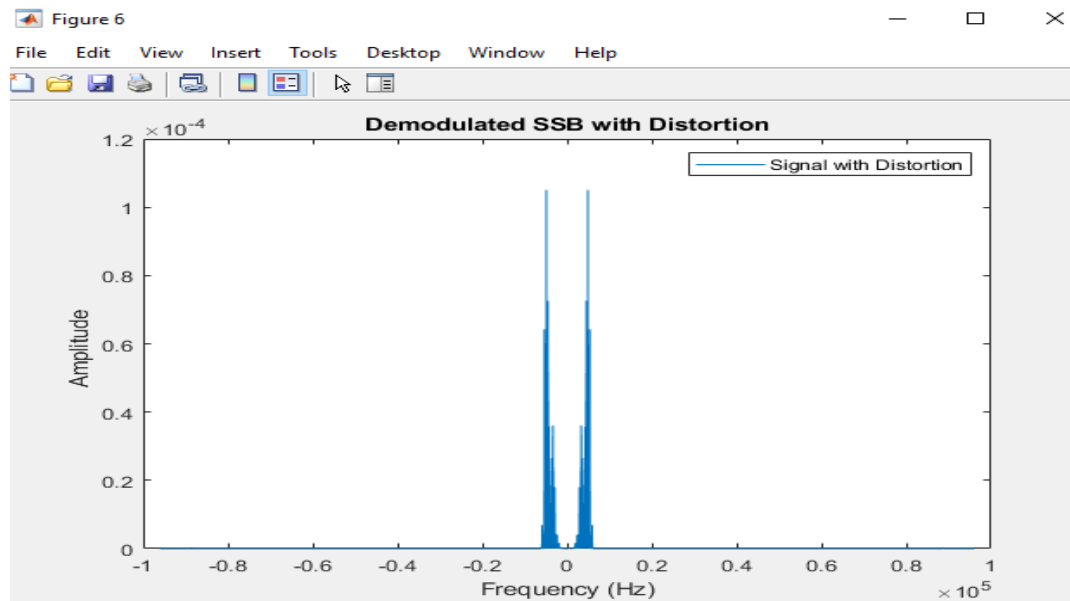 Figure 6
File Edit View Insert Tools Desktop Window Help
Demodulated SSB with Distortion
× 10^-4
Signal with Distortion
1.2
1
0.8
0.6
0.4
0.2
0
Amplitude
-1 -0.8 -0.6 -0.4 -0.2 0 0.2 0.4 0.6 0.8 1
Frequency (Hz)
× 10^5